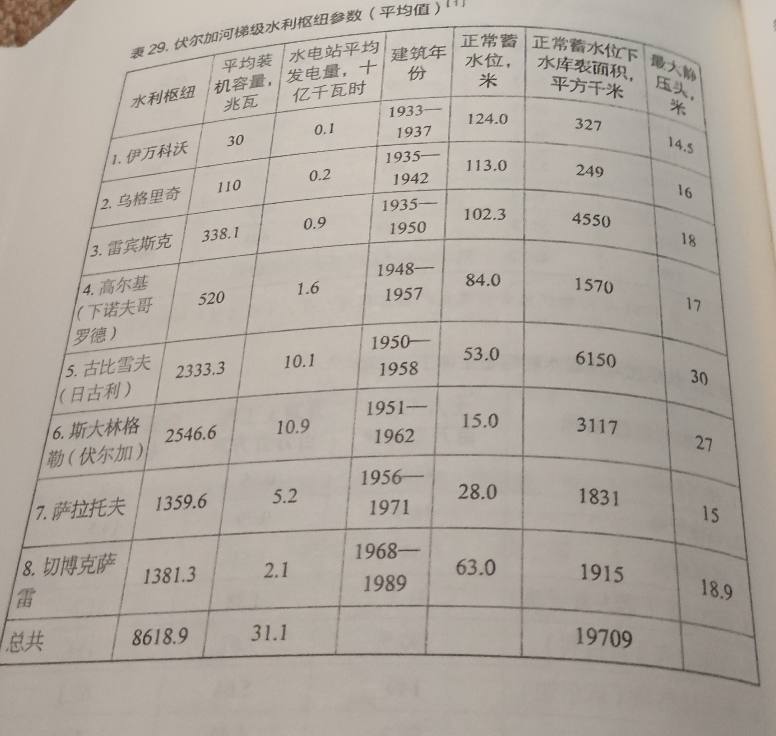 表 29. 伏尔加河梯级水利枢纽参数（平均值）[1]
水利枢纽 平均装机容量，兆瓦 水电站平均发电量，十亿千瓦时 建筑年份 正常蓄水位，米 正常蓄水位下水库表面积，平方千米 最大静压头，米
1. 伊万科沃 30 0.1 1933—1937 124.0 327 14.5
2. 乌格里奇 110 0.2 1935—1942 113.0 249 16
3. 雷宾斯克 338.1 0.9 1935—1950 102.3 4550 18
4. 高尔基（下诺夫哥罗德） 520 1.6 1948—1957 84.0 1570 17
5. 古比雪夫（日古利） 2333.3 10.1 1950—1958 53.0 6150 30
6. 斯大林格勒（伏尔加） 2546.6 10.9 1951—1962 15.0 3117 27
7. 萨拉托夫 1359.6 5.2 1956—1971 28.0 1831 15
8. 切博克萨雷 1381.3 2.1 1968—1989 63.0 1915 18.9
总共 8618.9 31.1 19709